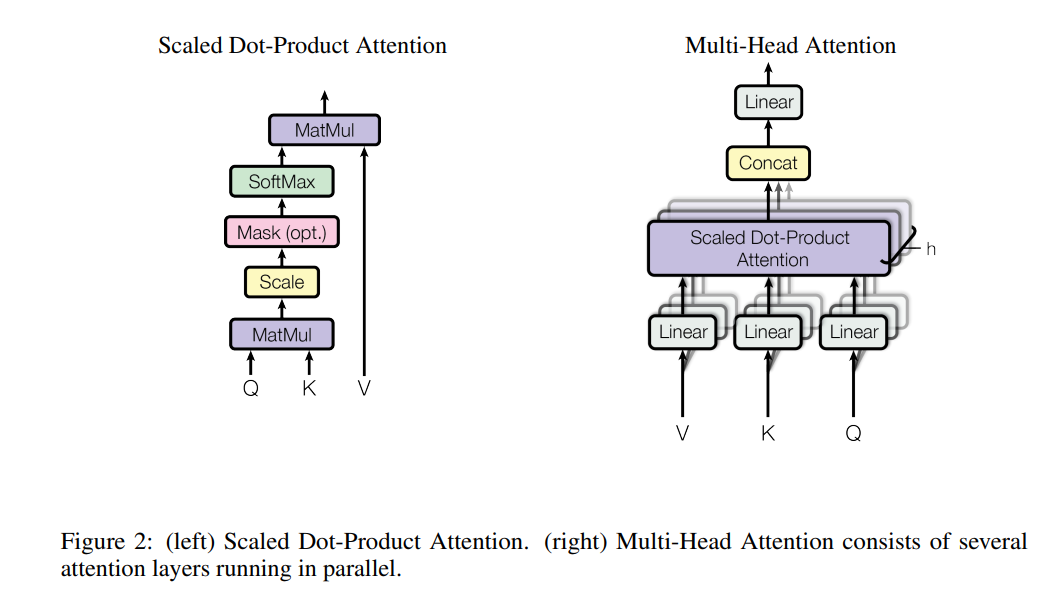 Scaled Dot-Product Attention
MatMul
SoftMax
Mask (opt.)
Scale
MatMul
Q K V
Multi-Head Attention
Linear
Concat
Scaled Dot-Product
Attention
h
Linear Linear Linear
V K Q
Figure 2: (left) Scaled Dot-Product Attention. (right) Multi-Head Attention consists of several
attention layers running in parallel.